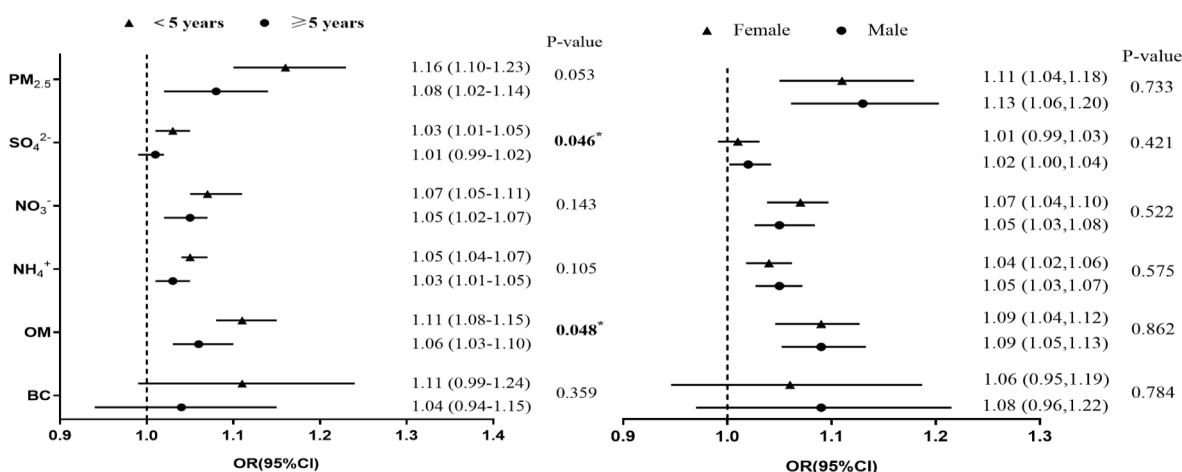 < 5 years ≥5 years
P-value
PM2.5
1.16 (1.10-1.23)
0.053
1.08 (1.02-1.14)
SO4 2-
1.03 (1.01-1.05)
0.046*
1.01 (0.99-1.02)
NO3 -
1.07 (1.05-1.11)
0.143
1.05 (1.02-1.07)
NH4 +
1.05 (1.04-1.07)
0.105
1.03 (1.01-1.05)
OM
1.11 (1.08-1.15)
0.048*
1.06 (1.03-1.10)
BC
1.11 (0.99-1.24)
0.359
1.04 (0.94-1.15)
0.9 1.0 1.1 1.2 1.3 1.4
OR(95%CI)
Female Male
P-value
1.11 (1.04,1.18)
0.733
1.13 (1.06,1.20)
1.01 (0.99,1.03)
0.421
1.02 (1.00,1.04)
1.07 (1.04,1.10)
0.522
1.05 (1.03,1.08)
1.04 (1.02,1.06)
0.575
1.05 (1.03,1.07)
1.09 (1.04,1.12)
0.862
1.09 (1.05,1.13)
1.06 (0.95,1.19)
0.784
1.08 (0.96,1.22)
0.9 1.0 1.1 1.2 1.3
OR(95%CI)